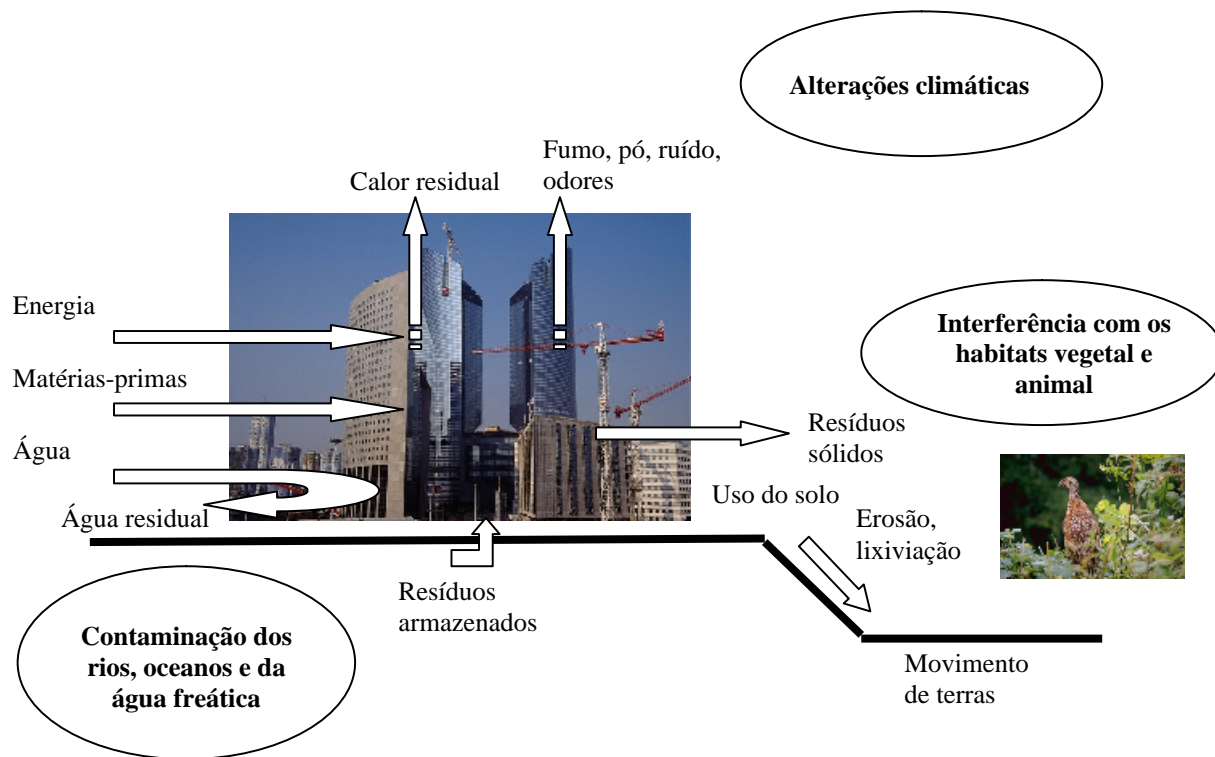 Alterações climáticas
Fumo, pó, ruído,
odores
Calor residual
Energia
Interferência com os
habitats vegetal e
animal
Matérias-primas
Resíduos
sólidos
Água
Uso do solo
Água residual
Erosão,
lixiviação
Resíduos
armazenados
Contaminação dos
rios, oceanos e da
água freática
Movimento
de terras